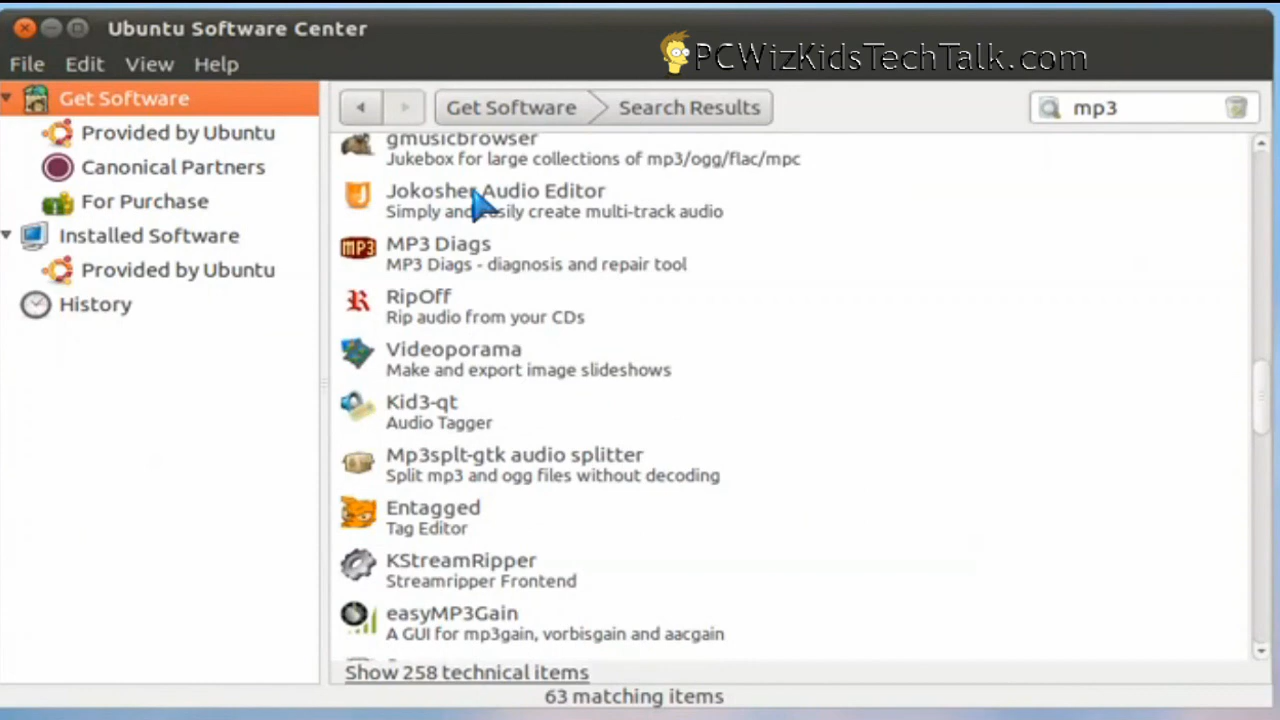 Ubuntu Software Center
PCWizKidsTechTalk.com
File Edit View Help
Get Software
Provided by Ubuntu
Canonical Partners
For Purchase
Installed Software
Provided by Ubuntu
History
Get Software Search Results
mp3
gmusicbrowser
Jukebox for large collections of mp3/ogg/flac/mpc
Jokosher Audio Editor
Simply and easily create multi-track audio
MP3 Diags
MP3 Diags - diagnosis and repair tool
RipOff
Rip audio from your CDs
Videoporama
Make and export image slideshows
Kid3-qt
Audio Tagger
Mp3splt-gtk audio splitter
Split mp3 and ogg files without decoding
Entagged
Tag Editor
KStreamRipper
Streamripper Frontend
easyMP3Gain
A GUI for mp3gain, vorbisgain and aacgain
Show 258 technical items
63 matching items